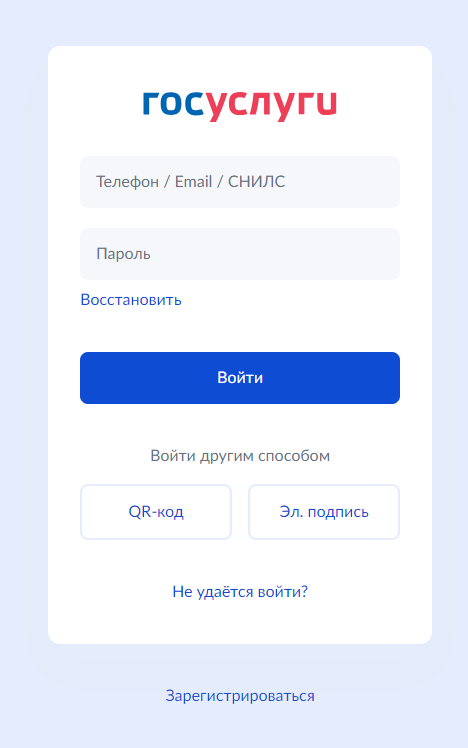 госуслуги
Телефон / Email / СНИЛС
Пароль
Восстановить
Войти
Войти другим способом
QR-код
Эл. подпись
Не удаётся войти?
Зарегистрироваться